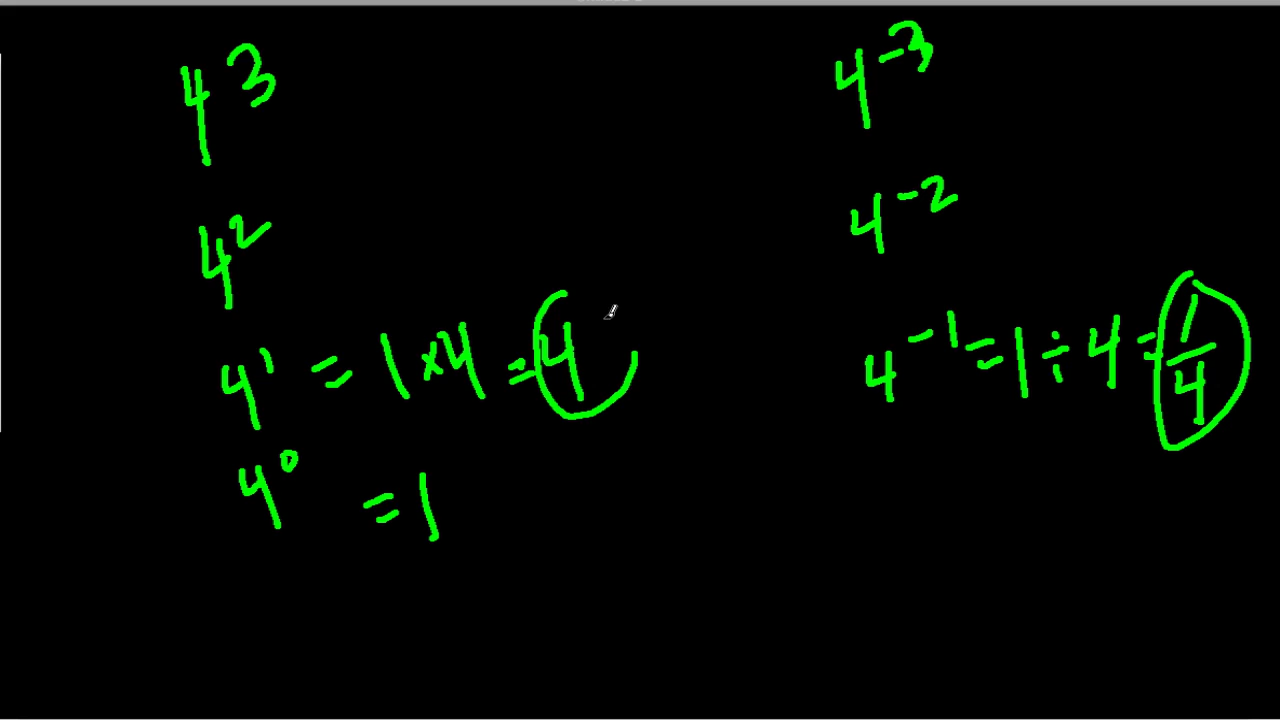 4³
4²
4¹ = 1 × 4 = 4
4⁰ = 1
4⁻³
4⁻²
4⁻¹ = 1 ÷ 4 = 1/4